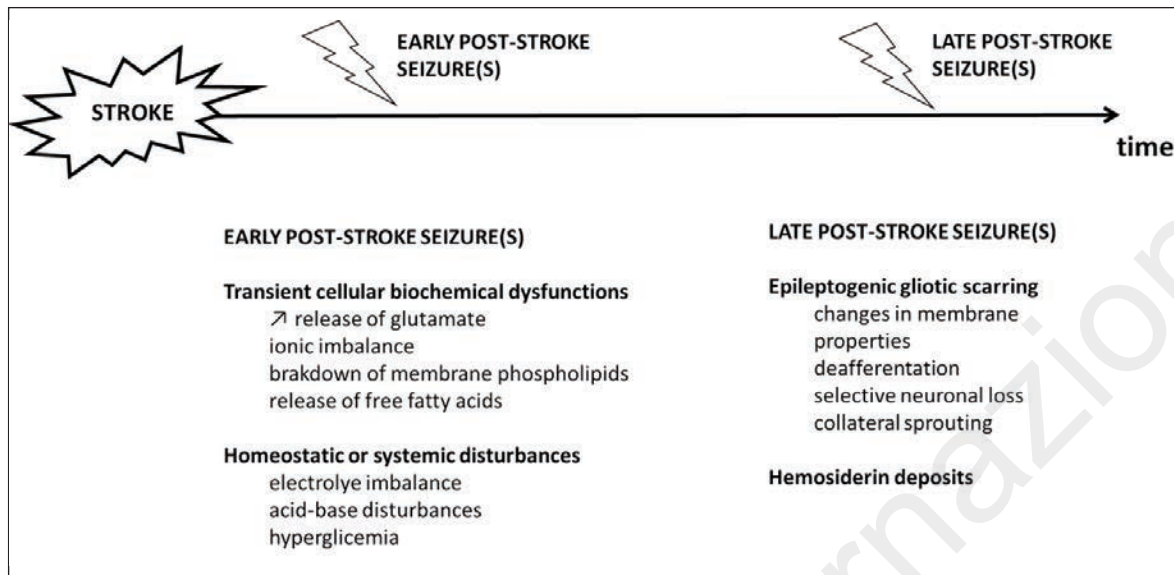 STROKE
EARLY POST-STROKE
SEIZURE(S)
LATE POST-STROKE
SEIZURE(S)
time
EARLY POST-STROKE SEIZURE(S)
Transient cellular biochemical dysfunctions
↗ release of glutamate
ionic imbalance
brakdown of membrane phospholipids
release of free fatty acids
Homeostatic or systemic disturbances
electrolye imbalance
acid-base disturbances
hyperglicemia
LATE POST-STROKE SEIZURE(S)
Epileptogenic gliotic scarring
changes in membrane
properties
deafferentation
selective neuronal loss
collateral sprouting
Hemosiderin deposits